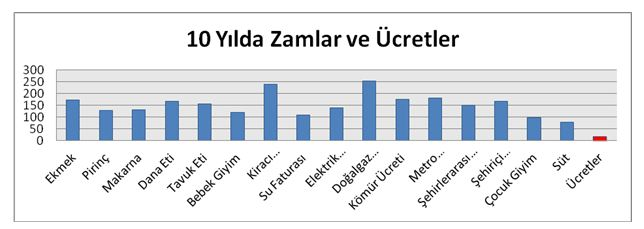 10 Yılda Zamlar ve Ücretler
300
250
200
150
100
50
0
Ekmek
Pirinç
Makarna
Dana Eti
Tavuk Eti
Bebek Giyim
Kiracı...
Su Faturası
Elektrik...
Doğalgaz...
Kömür Ücreti
Metro...
Şehirlerarası...
Şehiriçi...
Çocuk Giyim
Süt
Ücretler